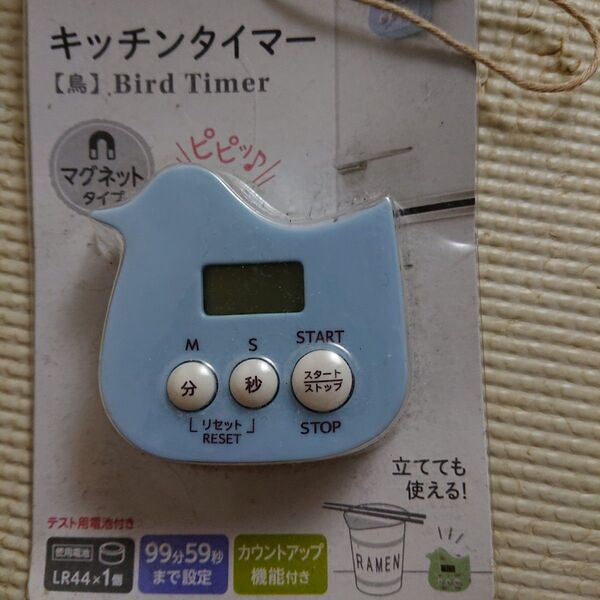 キッチンタイマー
【鳥】Bird Timer
マグネット
タイプ
ピピッ♪
M S START
分 秒 スタート
ストップ
リセット
RESET
STOP
立てても
使える!
RAMEN
テスト用電池付き
使用電池
LR44×1個
99分59秒
まで設定
カウントアップ
機能付き